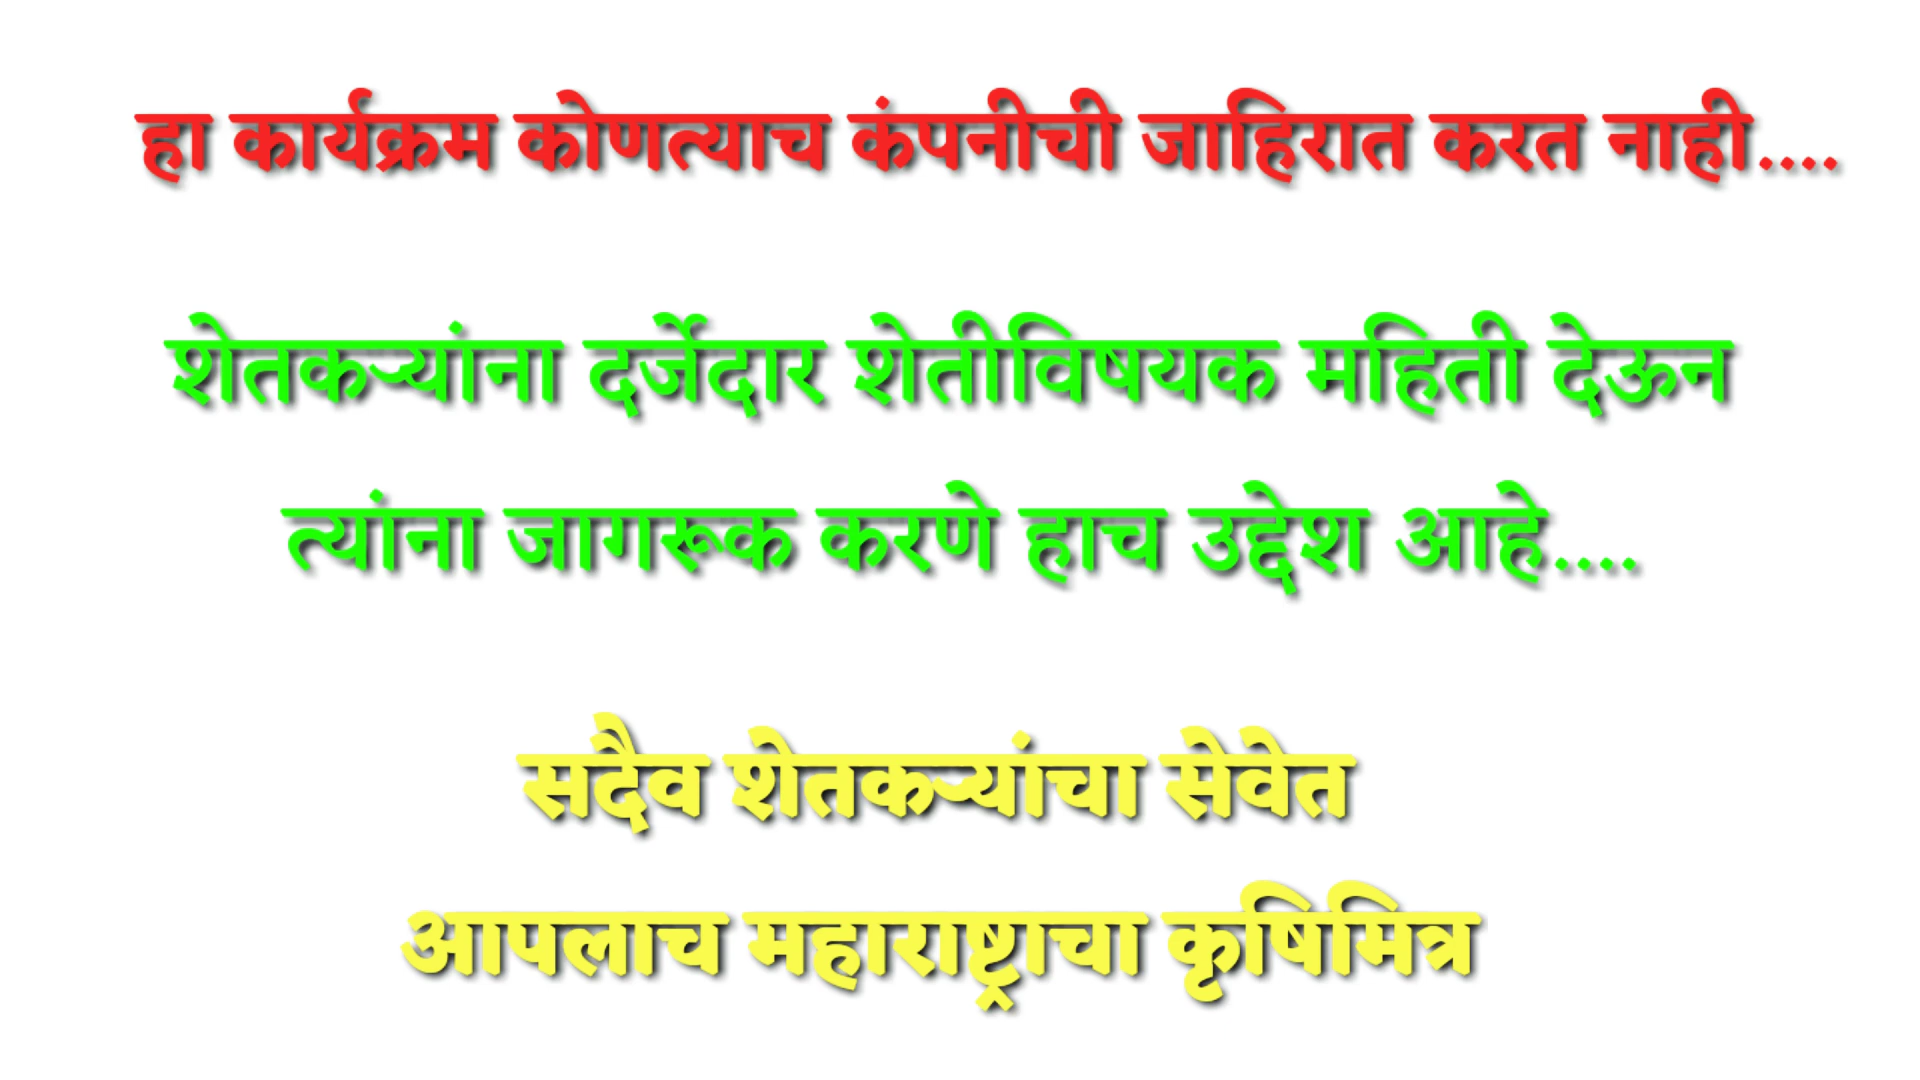 हा कार्यक्रम कोणत्याच कंपनीची जाहिरात करत नाही....
शेतकऱ्यांना दर्जेदार शेतीविषयक महिती देऊन
त्यांना जागरूक करणे हाच उद्देश आहे....
सदैव शेतकऱ्यांचा सेवेत
आपलाच महाराष्ट्राचा कृषिमित्र